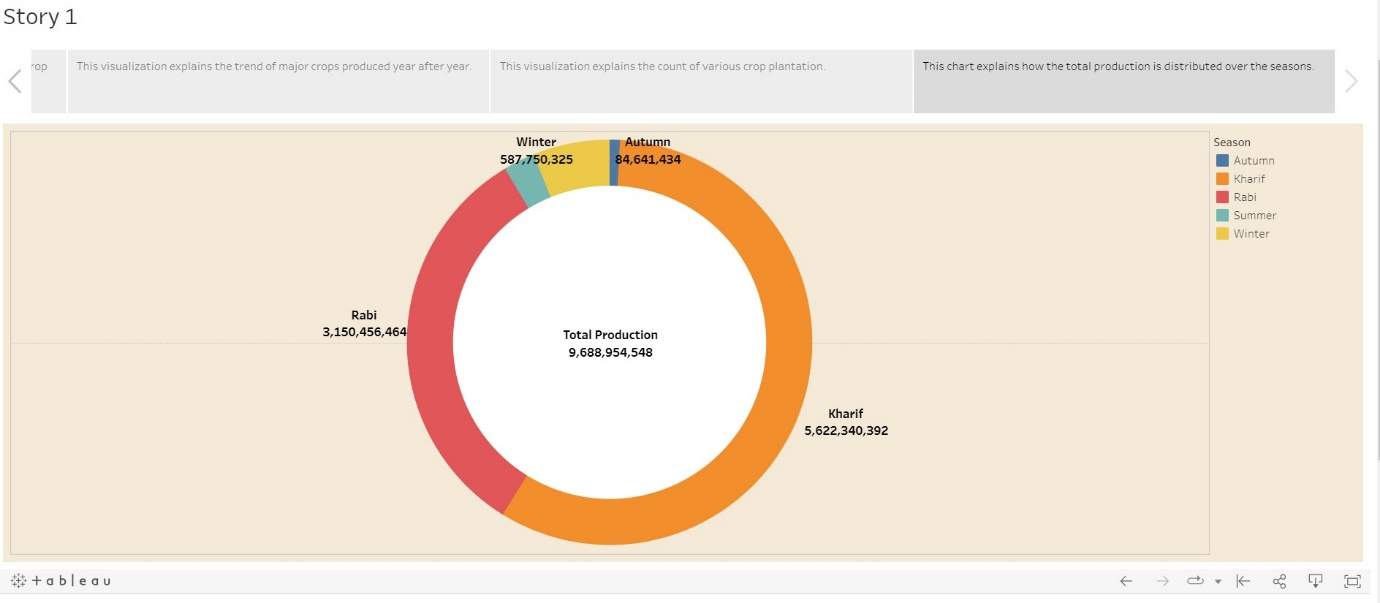 Story 1
rop
This visualization explains the trend of major crops produced year after year.
This visualization explains the count of various crop plantation.
This chart explains how the total production is distributed over the seasons.
Winter
587,750,325
Autumn
84,641,434
Season
Autumn
Kharif
Rabi
Summer
Winter
Rabi
3,150,456,464
Total Production
9,688,954,548
Kharif
5,622,340,392
+ableau